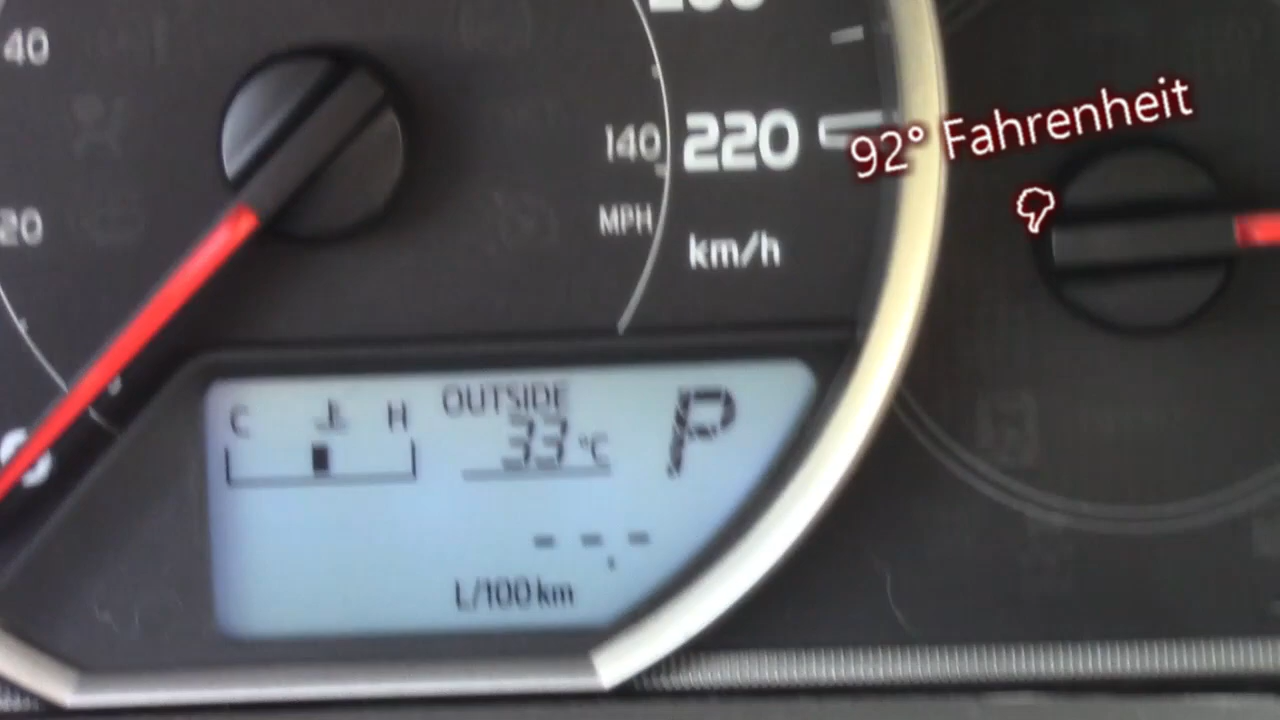 40
20
140
220
MPH
km/h
92° Fahrenheit
C H
OUTSIDE
33°C
P
--.-
L/100km